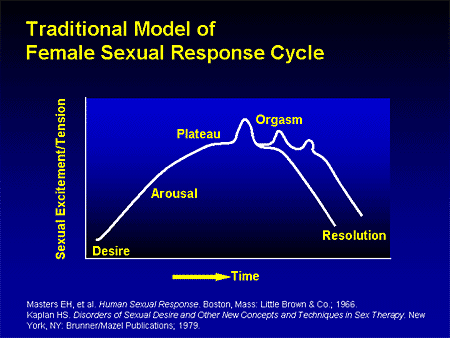 Traditional Model of
Female Sexual Response Cycle
Sexual Excitement/Tension
Orgasm
Plateau
Arousal
Resolution
Desire
Time
Masters EH, et al. Human Sexual Response. Boston, Mass: Little Brown & Co.; 1966.
Kaplan HS. Disorders of Sexual Desire and Other New Concepts and Techniques in Sex Therapy. New
York, NY: Brunner/Mazel Publications; 1979.